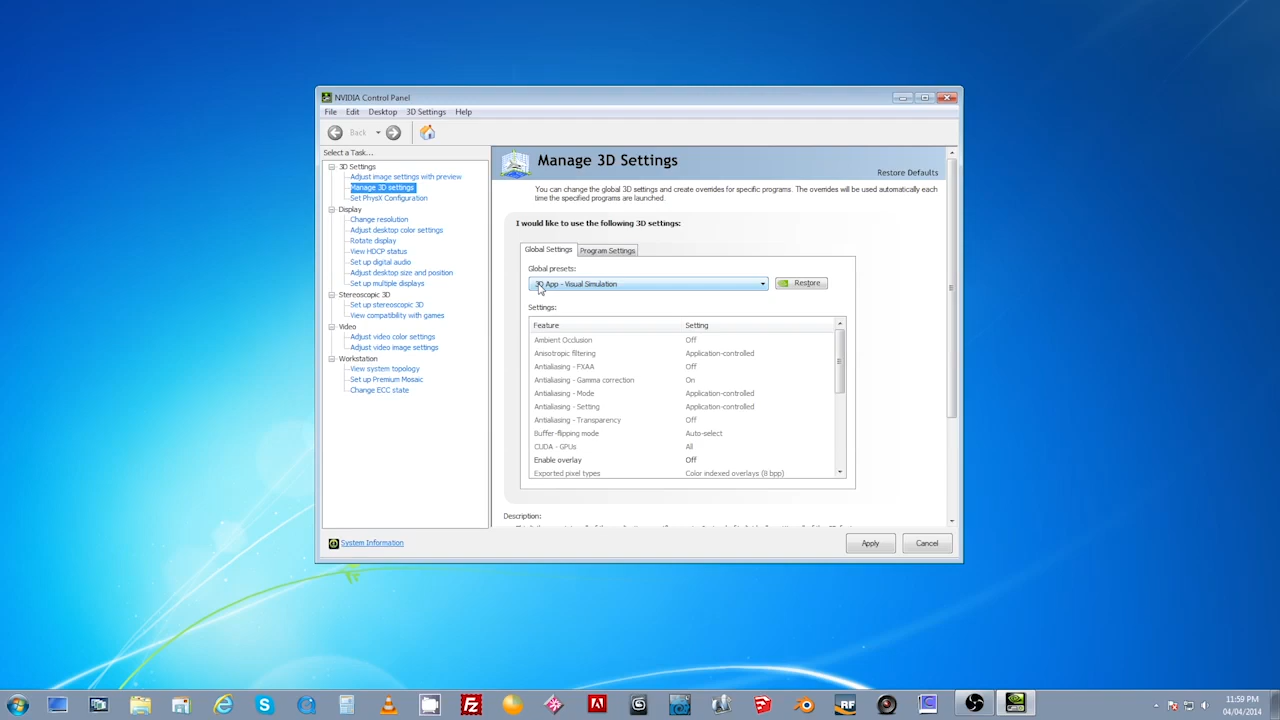 NVIDIA Control Panel
File Edit Desktop 3D Settings Help
Back
Select a Task...
3D Settings
Adjust image settings with preview
Manage 3D settings
Set PhysX Configuration
Display
Change resolution
Adjust desktop color settings
Rotate display
View HDCP status
Set up digital audio
Adjust desktop size and position
Set up multiple displays
Stereoscopic 3D
Set up stereoscopic 3D
View compatibility with games
Video
Adjust video color settings
Adjust video image settings
Workstation
View system topology
Set up Premium Mosaic
Change ECC state
System Information
Manage 3D Settings
Restore Defaults
You can change the global 3D settings and create overrides for specific programs. The overrides will be used automatically each
time the specified programs are launched.
I would like to use the following 3D settings:
Global Settings Program Settings
Global presets:
3D App - Visual Simulation Restore
Settings:
Feature Setting
Ambient Occlusion Off
Anisotropic filtering Application-controlled
Antialiasing - FXAA Off
Antialiasing - Gamma correction On
Antialiasing - Mode Application-controlled
Antialiasing - Setting Application-controlled
Antialiasing - Transparency Off
Buffer-flipping mode Auto-select
CUDA - GPUs All
Enable overlay Off
Exported pixel types Color indexed overlays (8 bpp)
Description:
Apply Cancel
RF
11:59 PM
04/04/2014